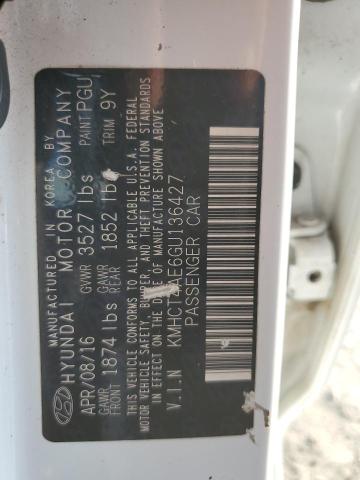 MANUFACTURED IN KOREA BY
HYUNDAI MOTOR COMPANY
APR/08/16 GVWR 3527 lbs PAINT PGU
GAWR FRONT 1874 lbs GAWR REAR 1852 lbs TRIM 9Y
THIS VEHICLE CONFORMS TO ALL APPLICABLE U.S.A. FEDERAL
MOTOR VEHICLE SAFETY, BUMPER, AND THEFT PREVENTION STANDARDS
IN EFFECT ON THE DATE OF MANUFACTURE SHOWN ABOVE
V.I.N KMHCT4AE6GU136427
PASSENGER CAR